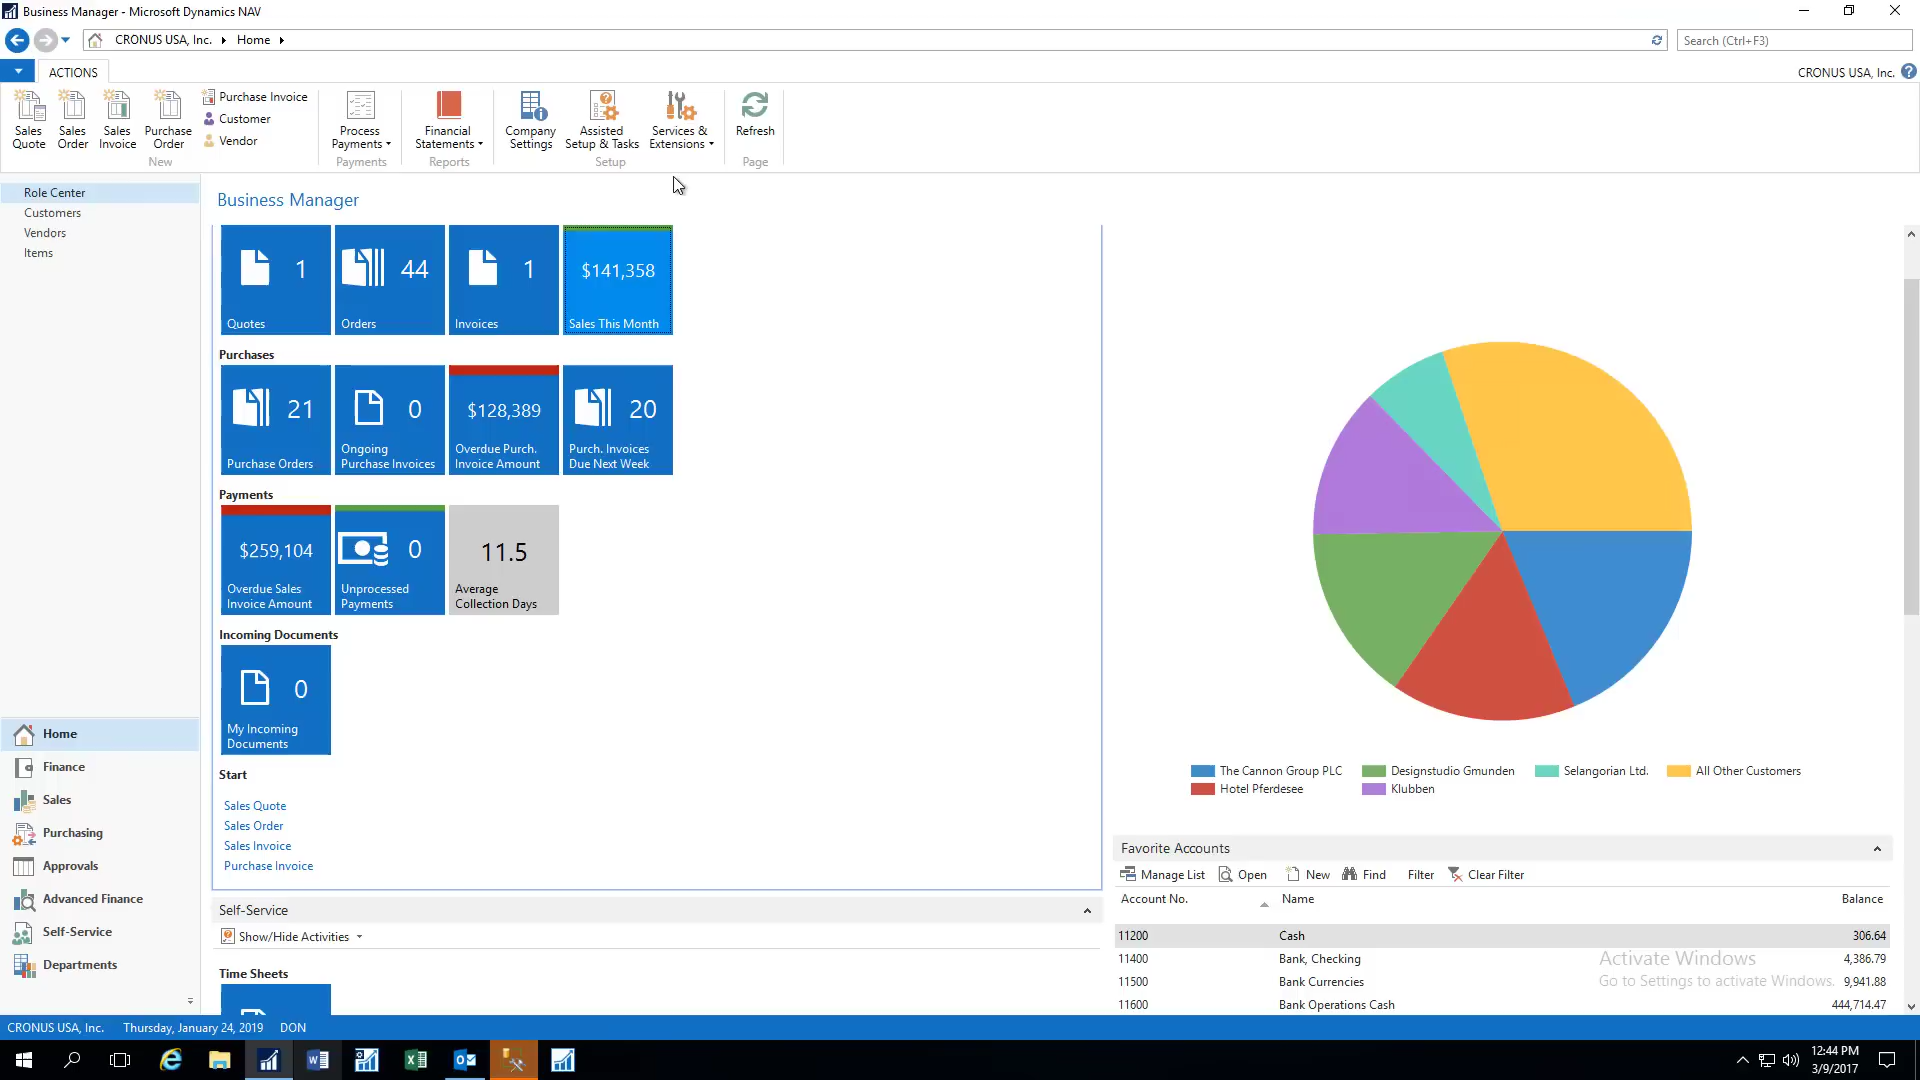 Business Manager - Microsoft Dynamics NAV
CRONUS USA, Inc. Home
Search (Ctrl+F3)
ACTIONS
CRONUS USA, Inc.
Sales Quote
Sales Order
Sales Invoice
Purchase Order
Purchase Invoice
Customer
Vendor
New
Process Payments
Payments
Financial Statements
Reports
Company Settings
Assisted Setup & Tasks
Services & Extensions
Setup
Refresh
Page
Role Center
Customers
Vendors
Items
Business Manager
1
Quotes
44
Orders
1
Invoices
$141,358
Sales This Month
Purchases
21
Purchase Orders
0
Ongoing
Purchase Invoices
$128,389
Overdue Purch.
Invoice Amount
20
Purch. Invoices
Due Next Week
Payments
$259,104
Overdue Sales
Invoice Amount
0
Unprocessed
Payments
11.5
Average
Collection Days
Incoming Documents
0
My Incoming
Documents
Start
Sales Quote
Sales Order
Sales Invoice
Purchase Invoice
Self-Service
Show/Hide Activities
Time Sheets
Home
Finance
Sales
Purchasing
Approvals
Advanced Finance
Self-Service
Departments
The Cannon Group PLC
Designstudio Gmunden
Selangorian Ltd.
All Other Customers
Hotel Pferdesee
Klubben
Favorite Accounts
Manage List Open New Find Filter Clear Filter
Account No. Name Balance
11200 Cash 306.64
11400 Bank, Checking 4,386.79
11500 Bank Currencies 9,941.88
11600 Bank Operations Cash 444,714.47
Activate Windows
Go to Settings to activate Windows.
CRONUS USA, Inc. Thursday, January 24, 2019 DON
12:44 PM
3/9/2017